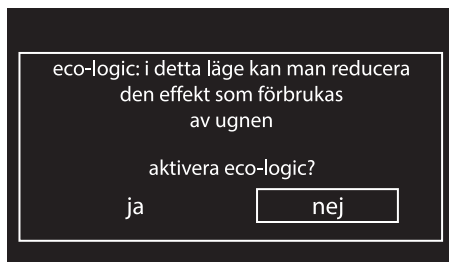 eco-logic: i detta läge kan man reducera
den effekt som förbrukas
av ugnen
aktivera eco-logic?
ja nej